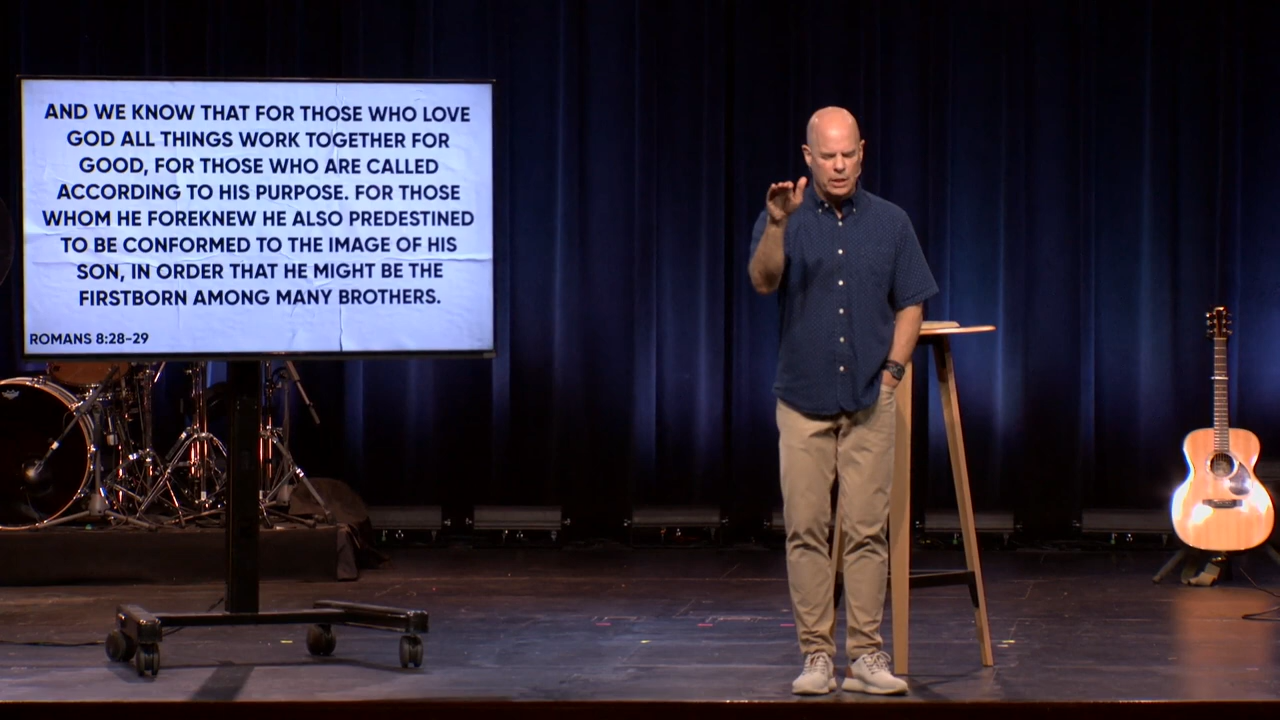 AND WE KNOW THAT FOR THOSE WHO LOVE
GOD ALL THINGS WORK TOGETHER FOR
GOOD, FOR THOSE WHO ARE CALLED
ACCORDING TO HIS PURPOSE. FOR THOSE
WHOM HE FOREKNEW HE ALSO PREDESTINED
TO BE CONFORMED TO THE IMAGE OF HIS
SON, IN ORDER THAT HE MIGHT BE THE
FIRSTBORN AMONG MANY BROTHERS.
ROMANS 8:28-29